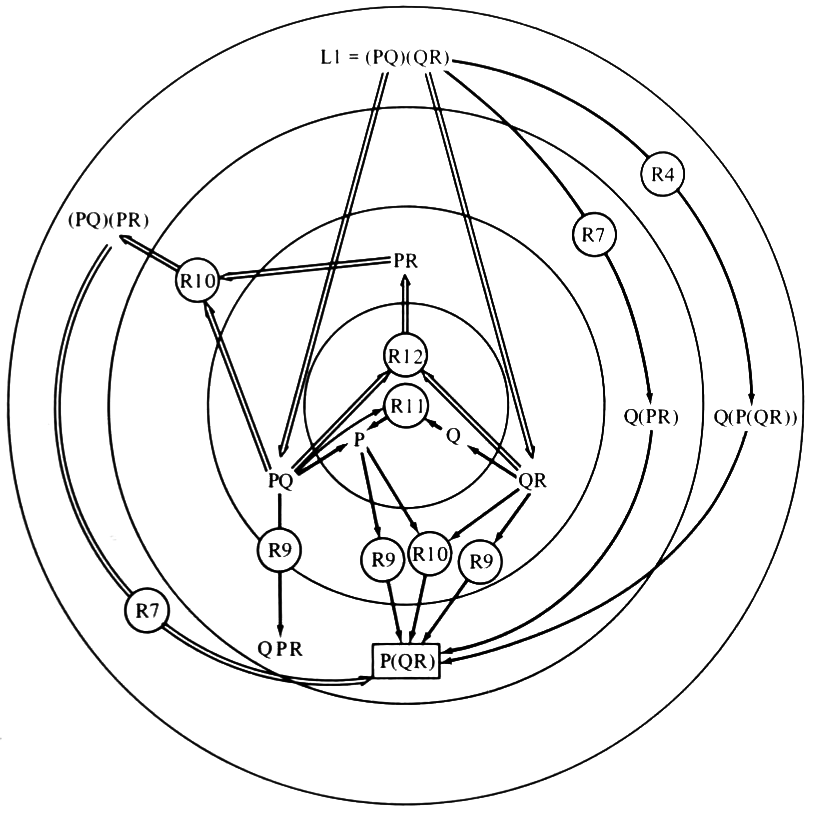 L1 = (PQ)(QR)
R4
(PQ)(PR)
R7
R10
PR
R12
R11
Q(PR)
Q(P(QR))
P
Q
PQ
QR
R9
R9
R10
R9
R7
QPR
P(QR)